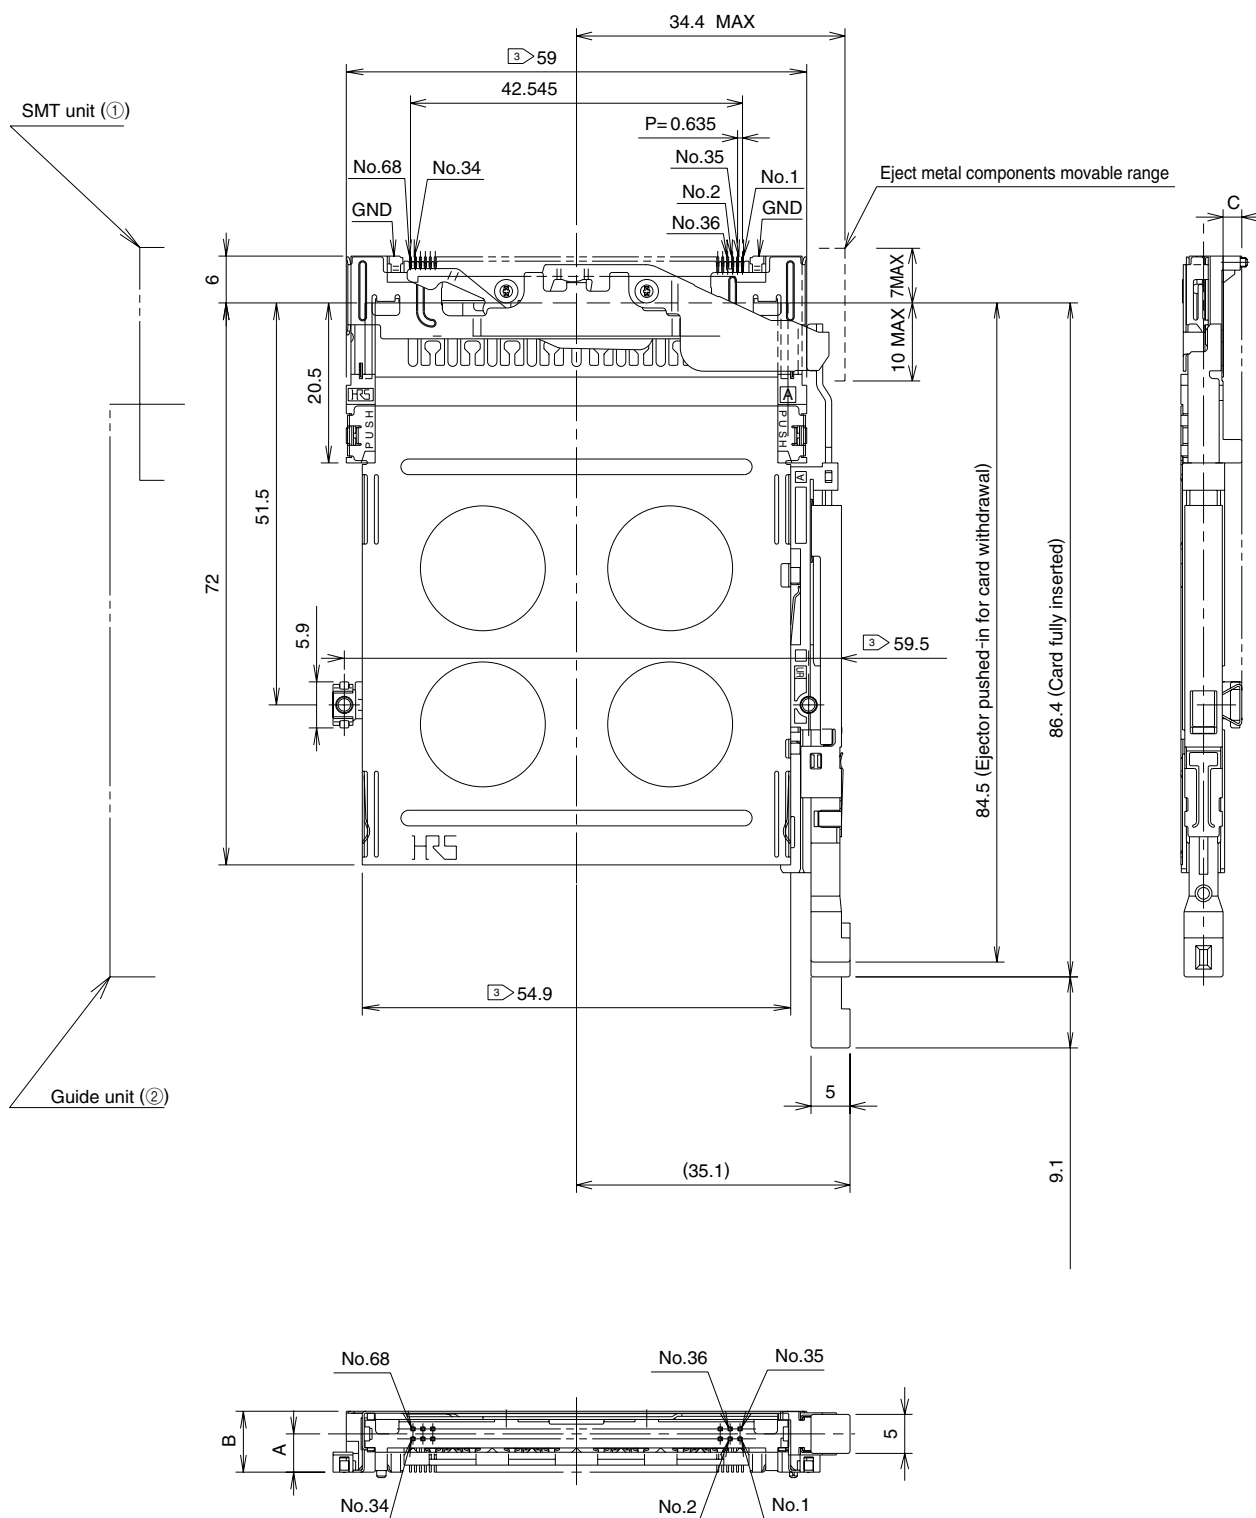 34.4 MAX
3 59
42.545
SMT unit (①)
P=0.635
No.35
No.68
No.34
No.2
No.1
Eject metal components movable range
GND
No.36
GND
C
6
7MAX
10 MAX
20.5
HRS
A
PUSH
PUSH
A
51.5
72
84.5 (Ejector pushed-in for card withdrawal)
86.4 (Card fully inserted)
5.9
3 59.5
HRS
3 54.9
Guide unit (②)
5
(35.1)
9.1
No.68
No.36
No.35
B
A
5
No.34
No.2
No.1